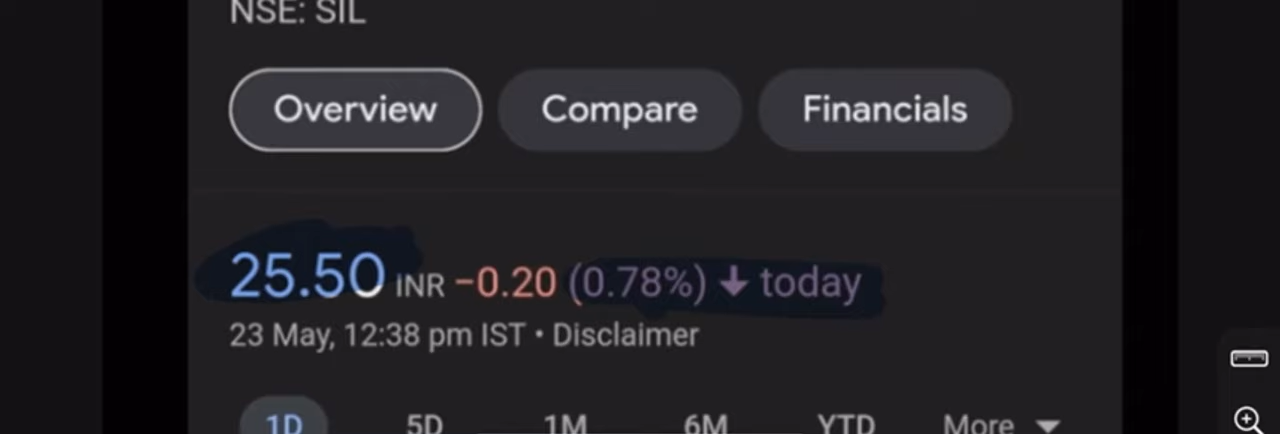 NSE: SIL
Overview Compare Financials
25.50 INR −0.20 (0.78%) ↓ today
23 May, 12:38 pm IST • Disclaimer
1D 5D 1M 6M YTD More